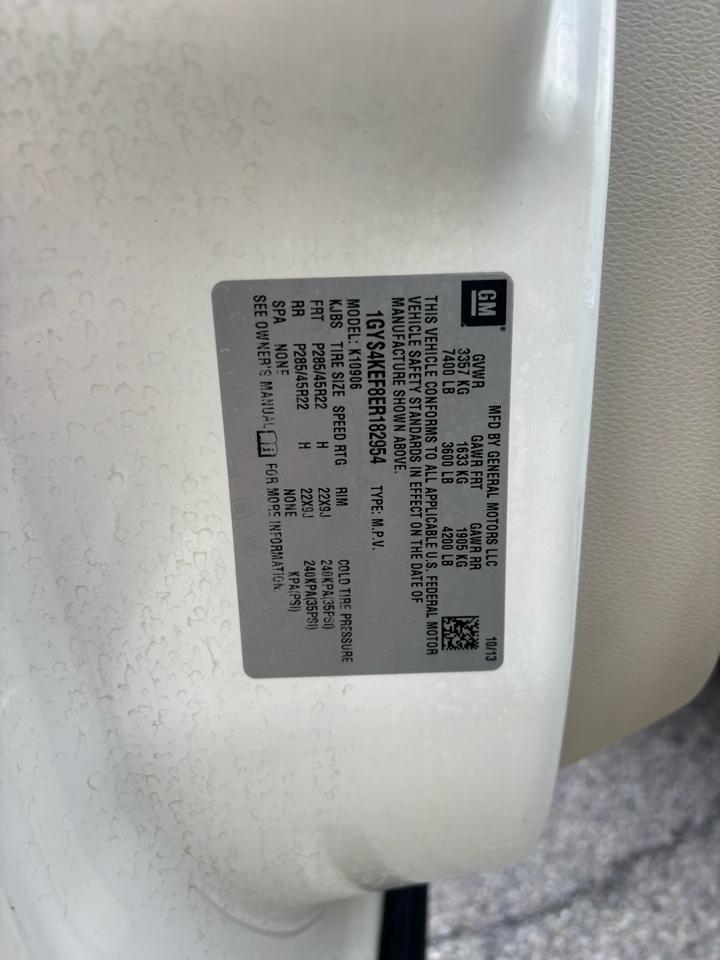 GM
MFD BY GENERAL MOTORS LLC 10/13
GVWR GAWR FRT GAWR RR
3357 KG 1633 KG 1905 KG
7400 LB 3600 LB 4200 LB
THIS VEHICLE CONFORMS TO ALL APPLICABLE U.S. FEDERAL MOTOR
VEHICLE SAFETY STANDARDS IN EFFECT ON THE DATE OF
MANUFACTURE SHOWN ABOVE.
1GYS4KEF8ER182954 TYPE: M.P.V.
MODEL: K10906
KJBS TIRE SIZE SPEED RTG RIM COLD TIRE PRESSURE
FRT P285/45R22 H 22X9J 240KPA(35PSI)
RR P285/45R22 H 22X9J 240KPA(35PSI)
SPA NONE NONE KPA(PSI)
SEE OWNER'S MANUAL FOR MORE INFORMATION.